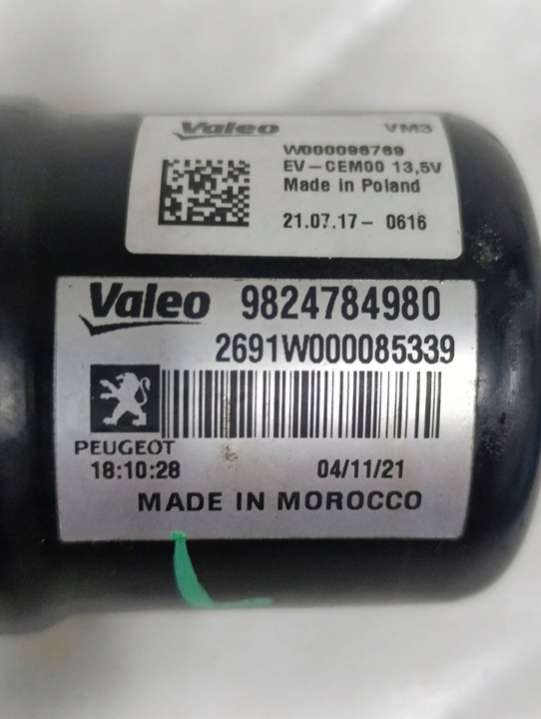 Valeo VM3
W000096769
EV-CEM00 13,5V
Made in Poland
21.07.17- 0616
Valeo 9824784980
2691W000085339
PEUGEOT
18:10:28 04/11/21
MADE IN MOROCCO